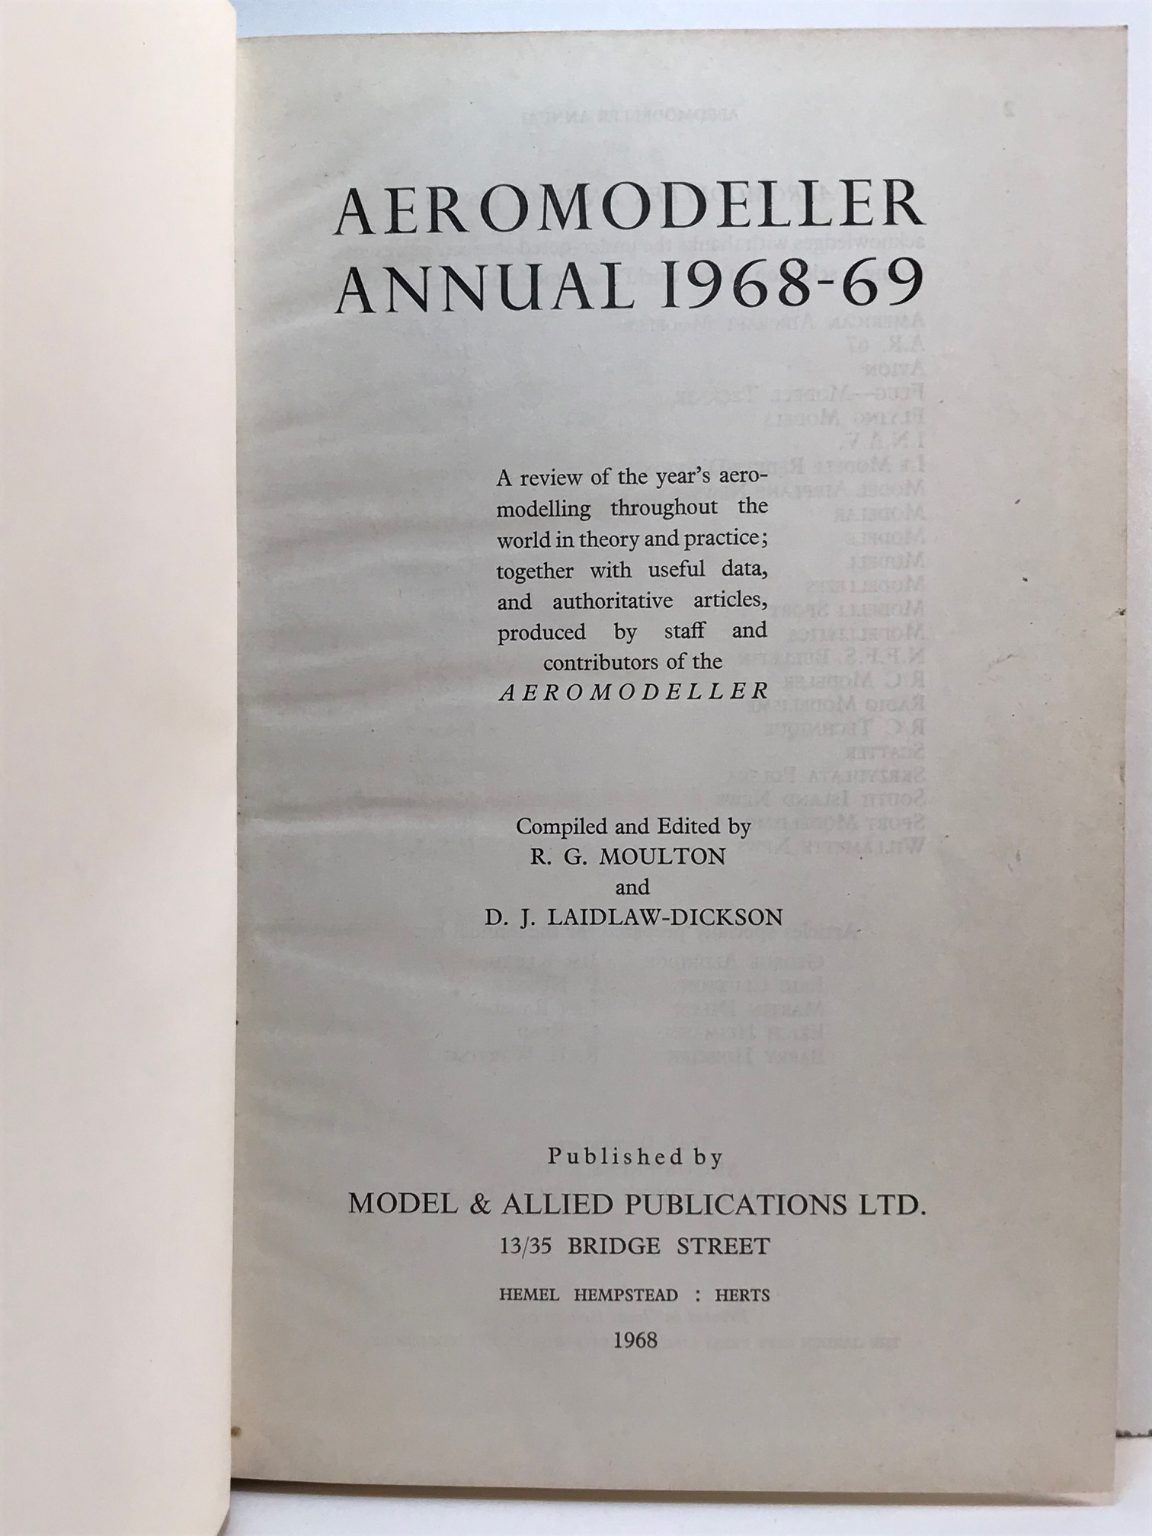 AEROMODELLER
ANNUAL 1968-69
A review of the year's aero-
modelling throughout the
world in theory and practice;
together with useful data,
and authoritative articles,
produced by staff and
contributors of the
AEROMODELLER
Compiled and Edited by
R. G. MOULTON
and
D. J. LAIDLAW-DICKSON
Published by
MODEL & ALLIED PUBLICATIONS LTD.
13/35 BRIDGE STREET
HEMEL HEMPSTEAD : HERTS
1968